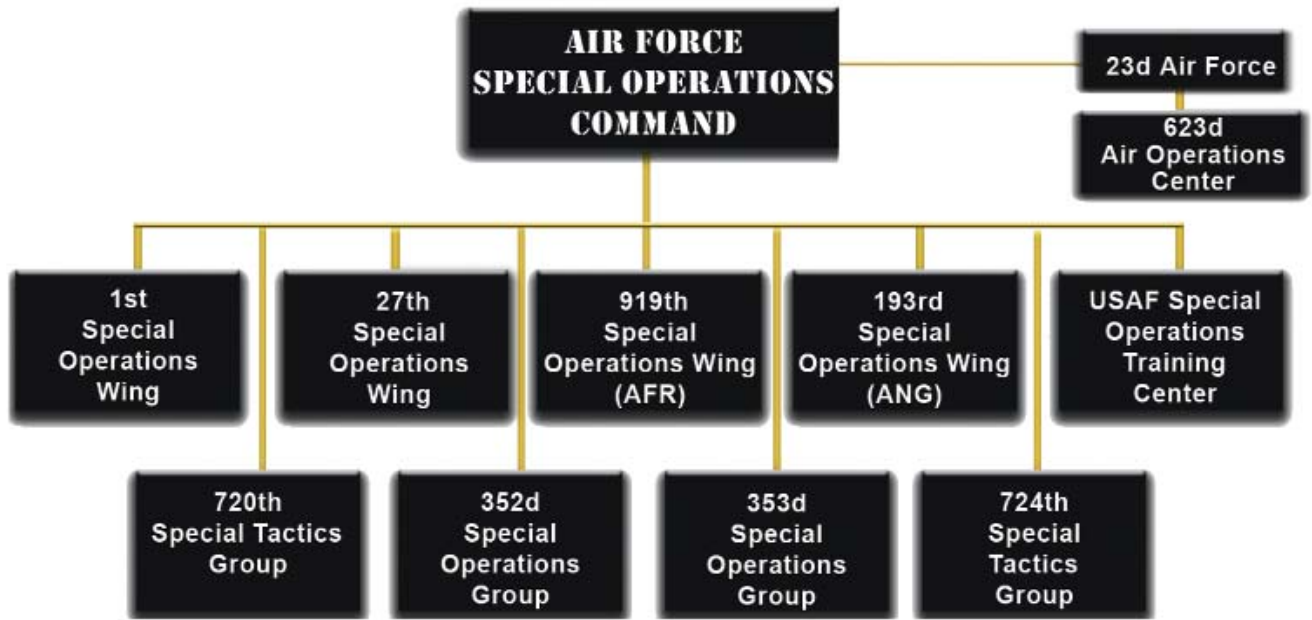 AIR FORCE
SPECIAL OPERATIONS
COMMAND
23d Air Force
623d
Air Operations
Center
1st
Special
Operations
Wing
27th
Special
Operations
Wing
919th
Special
Operations Wing
(AFR)
193rd
Special
Operations Wing
(ANG)
USAF Special
Operations
Training
Center
720th
Special Tactics
Group
352d
Special
Operations
Group
353d
Special
Operations
Group
724th
Special
Tactics
Group